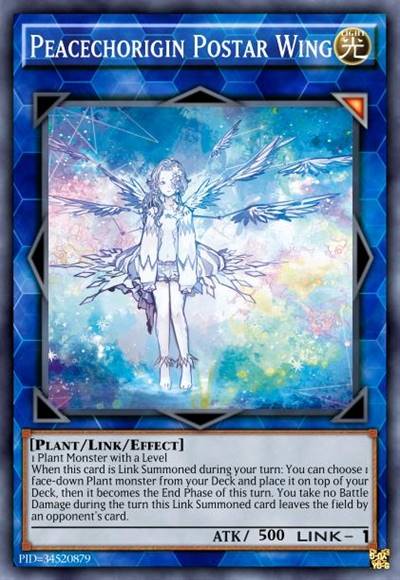 Peacechorigin Postar Wing
LIGHT
光
[Plant/Link/Effect]
1 Plant Monster with a Level
When this card is Link Summoned during your turn: You can choose 1
face-down Plant monster from your Deck and place it on top of your
Deck, then it becomes the End Phase of this turn. You take no Battle
Damage during the turn this Link Summoned card leaves the field by
an opponent's card.
ATK/ 500 LINK- 1
PID=34520879